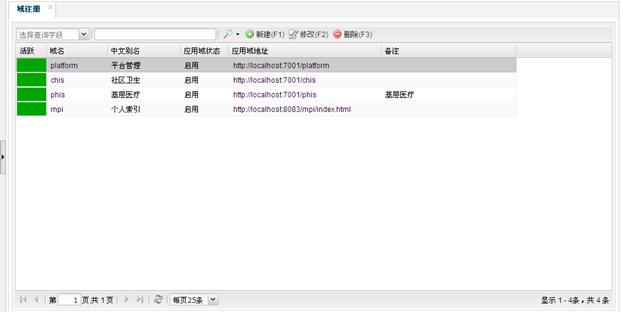 域注册
选择查询字段 新建(F1) 修改(F2) 删除(F3)
活跃 域名 中文别名 应用域状态 应用域地址 备注
platform 平台管理 启用 http://localhost:7001/platform
chis 社区卫生 启用 http://localhost:7001/chis
phis 基层医疗 启用 http://localhost:7001/phis 基层医疗
mpi 个人索引 启用 http://localhost:8083/mpi/index.html
第 1 页,共 1 页 每页25条 显示 1 - 4条，共 4 条